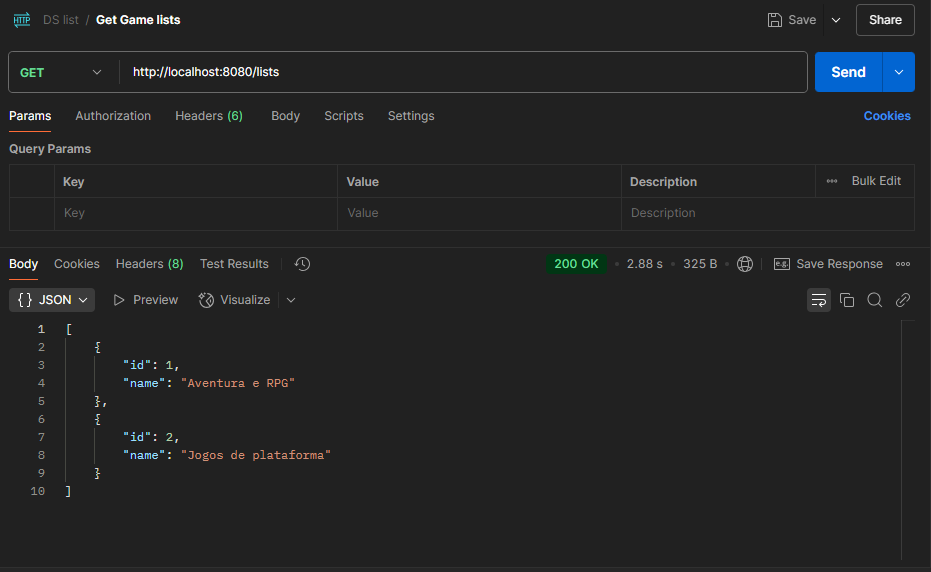 HTTP DS list / Get Game lists Save Share
GET http://localhost:8080/lists Send
Params Authorization Headers (6) Body Scripts Settings Cookies
Query Params
Key Value Description ••• Bulk Edit
Key Value Description
Body Cookies Headers (8) Test Results 200 OK • 2.88 s • 325 B e.g. Save Response •••
{} JSON Preview Visualize
1 [
2 {
3 "id": 1,
4 "name": "Aventura e RPG"
5 },
6 {
7 "id": 2,
8 "name": "Jogos de plataforma"
9 }
10 ]